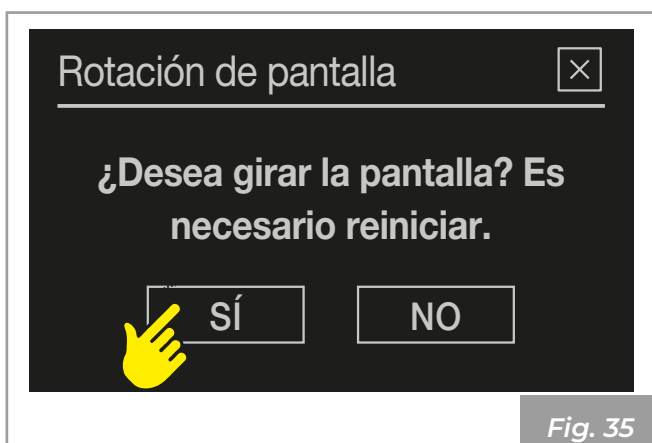 Rotación de pantalla
¿Desea girar la pantalla? Es
necesario reiniciar.
SÍ NO
Fig. 35